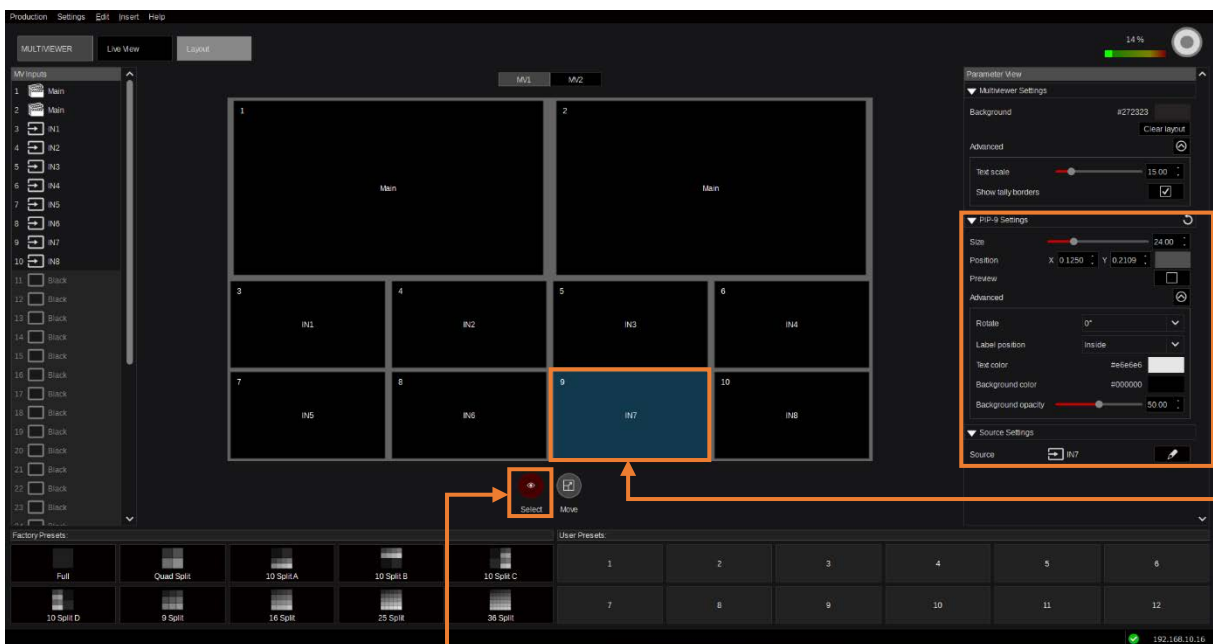 Production Settings Edit Insert Help
MULTIVIEWER Live View Layout
14 %
MV Inputs
1 Main
2 Main
3 IN1
4 IN2
5 IN3
6 IN4
7 IN5
8 IN6
9 IN7
10 IN8
11 Black
12 Black
13 Black
14 Black
15 Black
16 Black
17 Black
18 Black
19 Black
20 Black
21 Black
22 Black
23 Black
MV1 MV2
1 2
Main Main
3 4 5 6
IN1 IN2 IN3 IN4
7 8 9 10
IN5 IN6 IN7 IN8
Select Move
Parameter View
Multiviewer Settings
Background #272323
Clear layout
Advanced
Text scale 15.00
Show tally borders
PIP-9 Settings
Size 24.00
Position X 0.1250 Y 0.2109
Preview
Advanced
Rotate 0°
Label position Inside
Text color #e6e6e6
Background color #000000
Background opacity 50.00
Source Settings
Source IN7
Factory Presets:
Full Quad Split 10 Split A 10 Split B 10 Split C
10 Split D 9 Split 16 Split 25 Split 36 Split
User Presets:
1 2 3 4 5 6
7 8 9 10 11 12
192.168.10.16